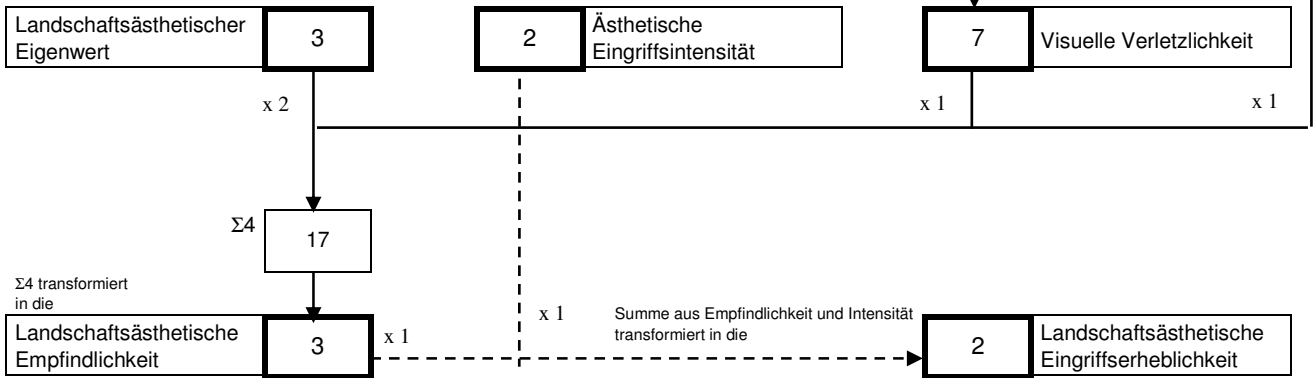 Landschaftsästhetischer
Eigenwert
3
2
Ästhetische
Eingriffsintensität
7
Visuelle Verletzlichkeit
x 2
x 1
x 1
Σ4
17
Σ4 transformiert
in die
Landschaftsästhetische
Empfindlichkeit
3
x 1
x 1
Summe aus Empfindlichkeit und Intensität
transformiert in die
2
Landschaftsästhetische
Eingriffserheblichkeit